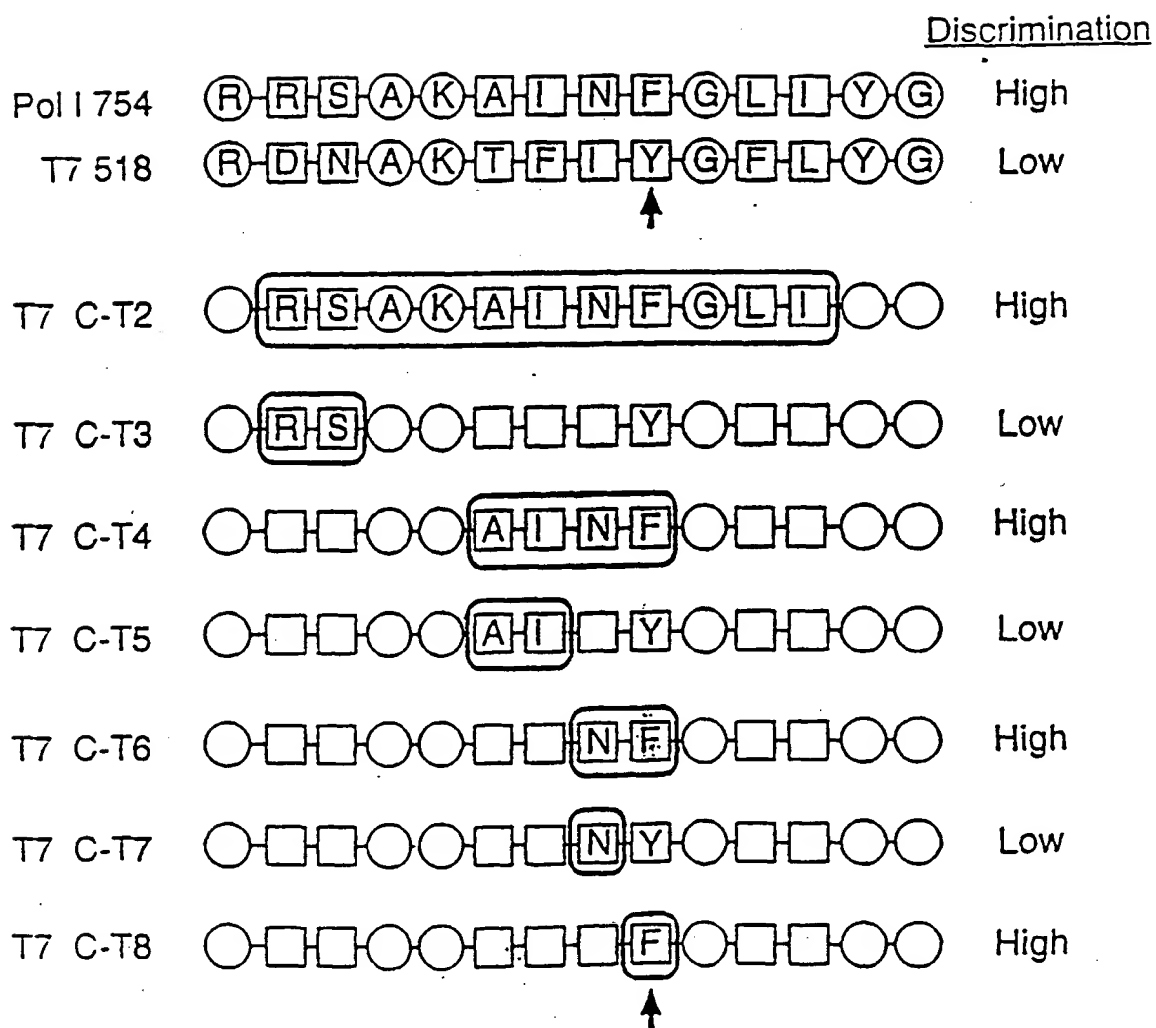 Discrimination
Pol I 754 R R S A K A I N F G L I Y G High
T7 518 R D N A K T F I Y G F L Y G Low
T7 C-T2 R S A K A I N F G L I High
T7 C-T3 R S Y Low
T7 C-T4 A I N F High
T7 C-T5 A I Y Low
T7 C-T6 N F High
T7 C-T7 N Y Low
T7 C-T8 F High